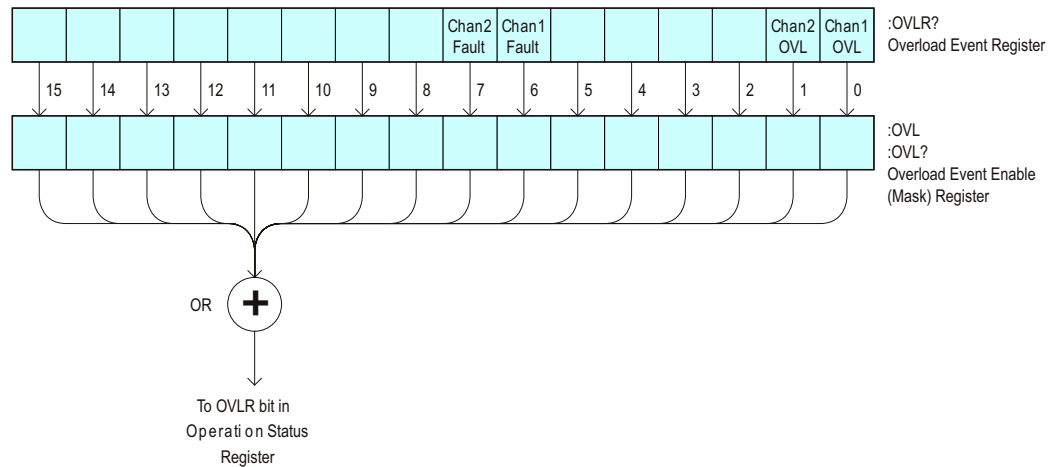 Chan2 Fault
Chan1 Fault
Chan2 OVL
Chan1 OVL
:OVLR?
Overload Event Register
15 14 13 12 11 10 9 8 7 6 5 4 3 2 1 0
:OVL
:OVL?
Overload Event Enable
(Mask) Register
OR
+
To OVLR bit in
Operation Status
Register